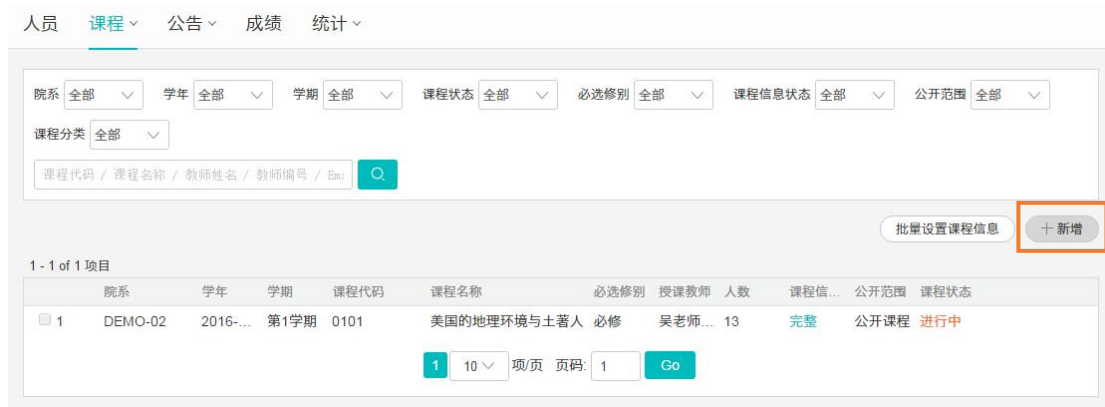 人员 课程 公告 成绩 统计
院系 全部 学年 全部 学期 全部 课程状态 全部 必选修别 全部 课程信息状态 全部 公开范围 全部
课程分类 全部
课程代码 / 课程名称 / 教师姓名 / 教师编号 / Ema
批量设置课程信息 + 新增
1 - 1 of 1 项目
院系 学年 学期 课程代码 课程名称 必选修别 授课教师 人数 课程信... 公开范围 课程状态
1 DEMO-02 2016-... 第1学期 0101 美国的地理环境与土著人 必修 吴老师... 13 完整 公开课程 进行中
1 10 项/页 页码: 1 Go